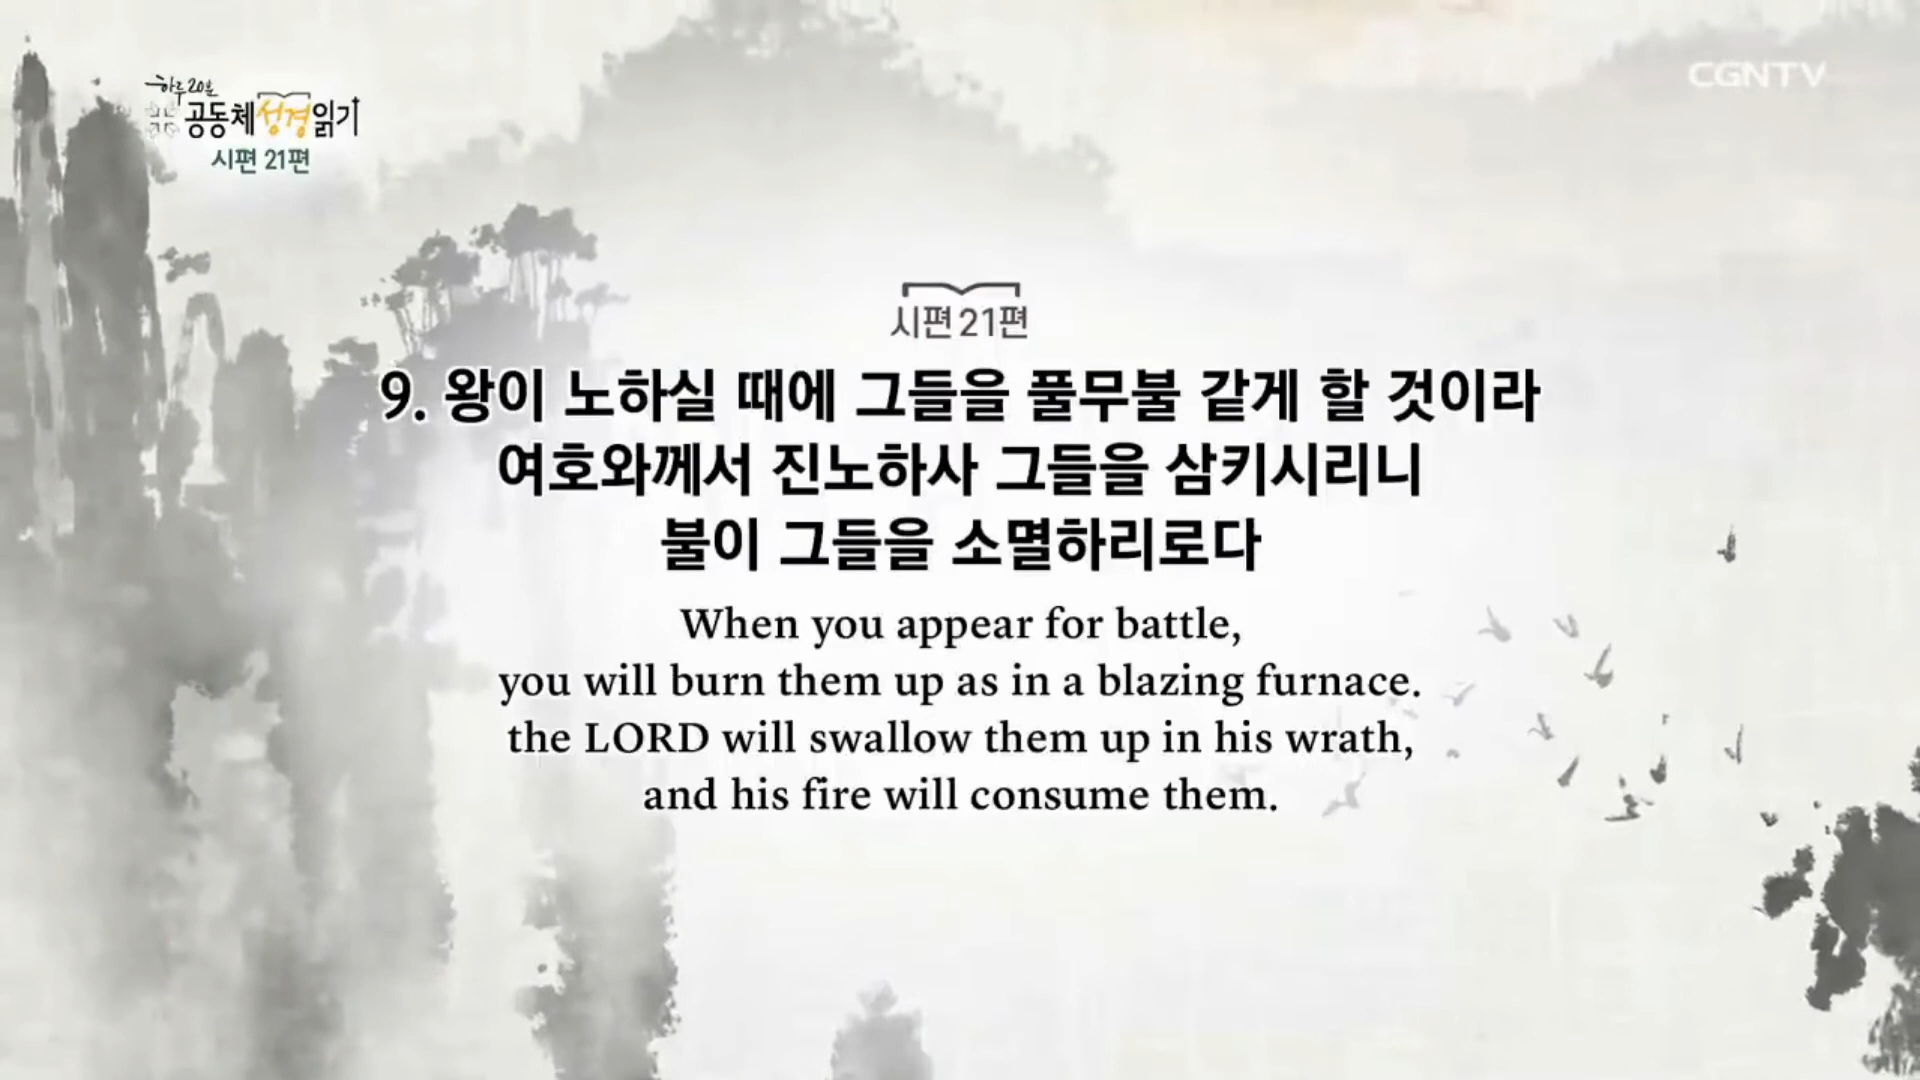 하루 20분
공동체성경읽기
시편 21편
CGNTV
시편 21편
9. 왕이 노하실 때에 그들을 풀무불 같게 할 것이라
여호와께서 진노하사 그들을 삼키시리니
불이 그들을 소멸하리로다
When you appear for battle,
you will burn them up as in a blazing furnace.
the LORD will swallow them up in his wrath,
and his fire will consume them.